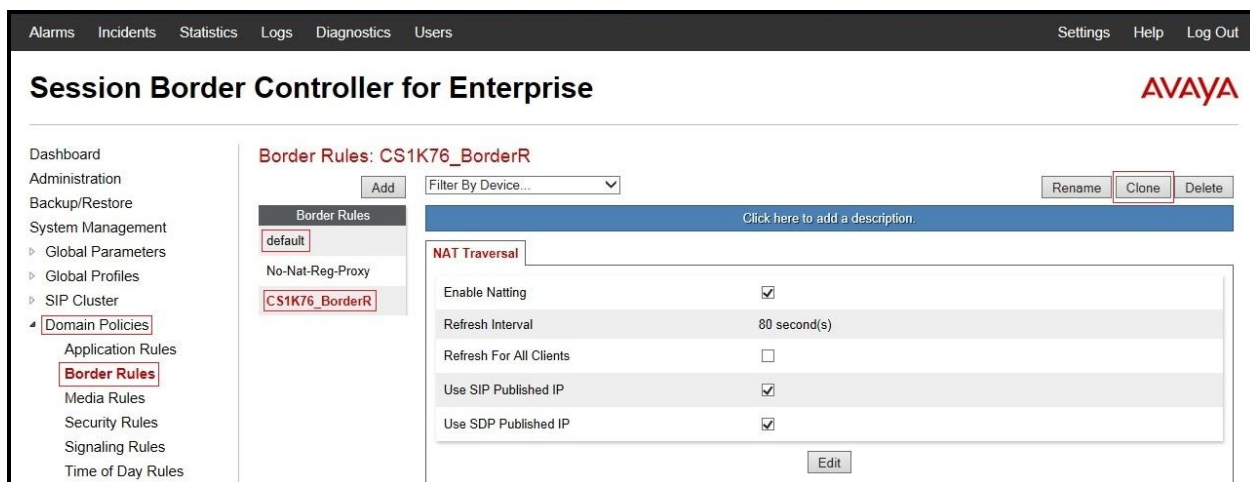 Alarms Incidents Statistics Logs Diagnostics Users Settings Help Log Out
Session Border Controller for Enterprise
AVAYA
Dashboard
Administration
Backup/Restore
System Management
Global Parameters
Global Profiles
SIP Cluster
Domain Policies
Application Rules
Border Rules
Media Rules
Security Rules
Signaling Rules
Time of Day Rules
Border Rules: CS1K76_BorderR
Add
Filter By Device...
Rename Clone Delete
Border Rules
default
No-Nat-Reg-Proxy
CS1K76_BorderR
Click here to add a description.
NAT Traversal
Enable Natting
Refresh Interval 80 second(s)
Refresh For All Clients
Use SIP Published IP
Use SDP Published IP
Edit